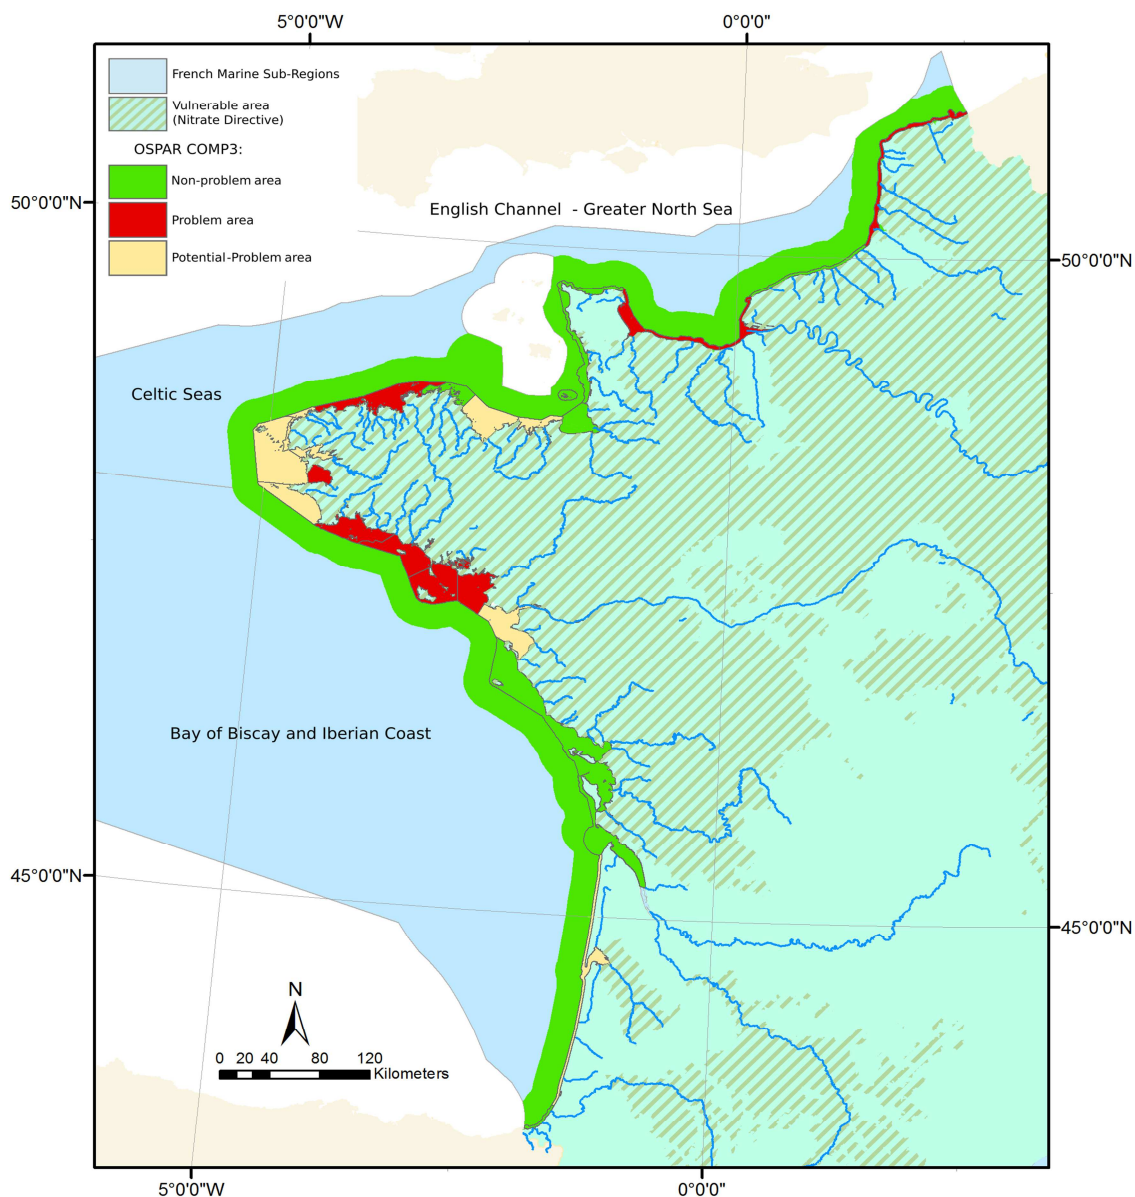 5°0'0"W
0°0'0"
French Marine Sub-Regions
Vulnerable area
(Nitrate Directive)
OSPAR COMP3:
Non-problem area
Problem area
Potential-Problem area
50°0'0"N
English Channel - Greater North Sea
50°0'0"N
Celtic Seas
Bay of Biscay and Iberian Coast
45°0'0"N
45°0'0"N
N
0 20 40 80 120
Kilometers
5°0'0"W
0°0'0"